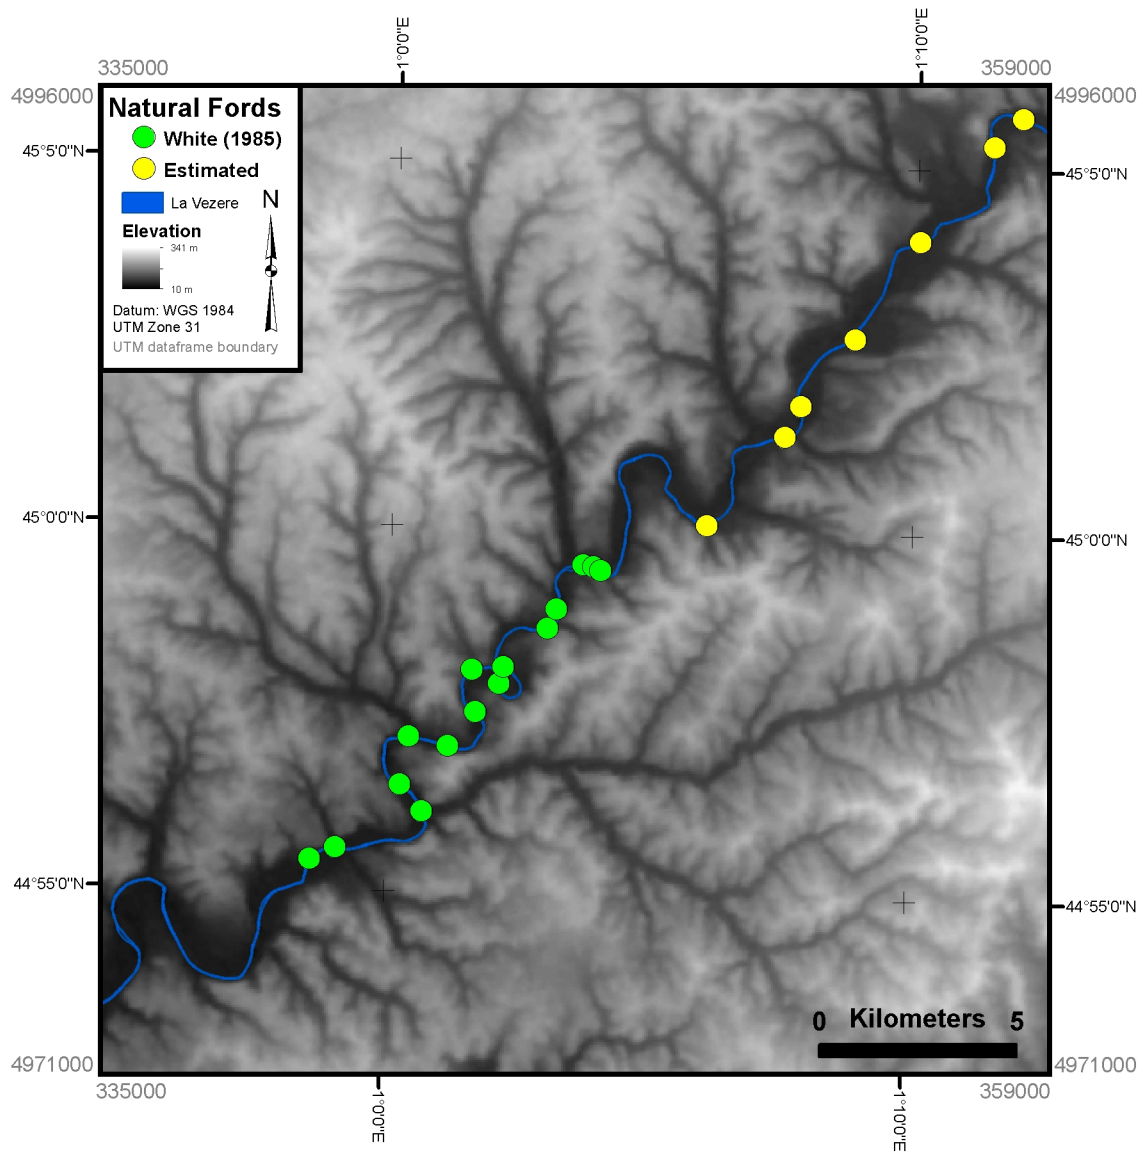 1°0'0"E
1°10'0"E
335000
359000
4996000
4996000
Natural Fords
White (1985)
Estimated
La Vezere
N
Elevation
341 m
10 m
Datum: WGS 1984
UTM Zone 31
UTM dataframe boundary
45°5'0"N
45°5'0"N
45°0'0"N
45°0'0"N
44°55'0"N
44°55'0"N
0 Kilometers 5
4971000
4971000
335000
359000
1°0'0"E
1°10'0"E